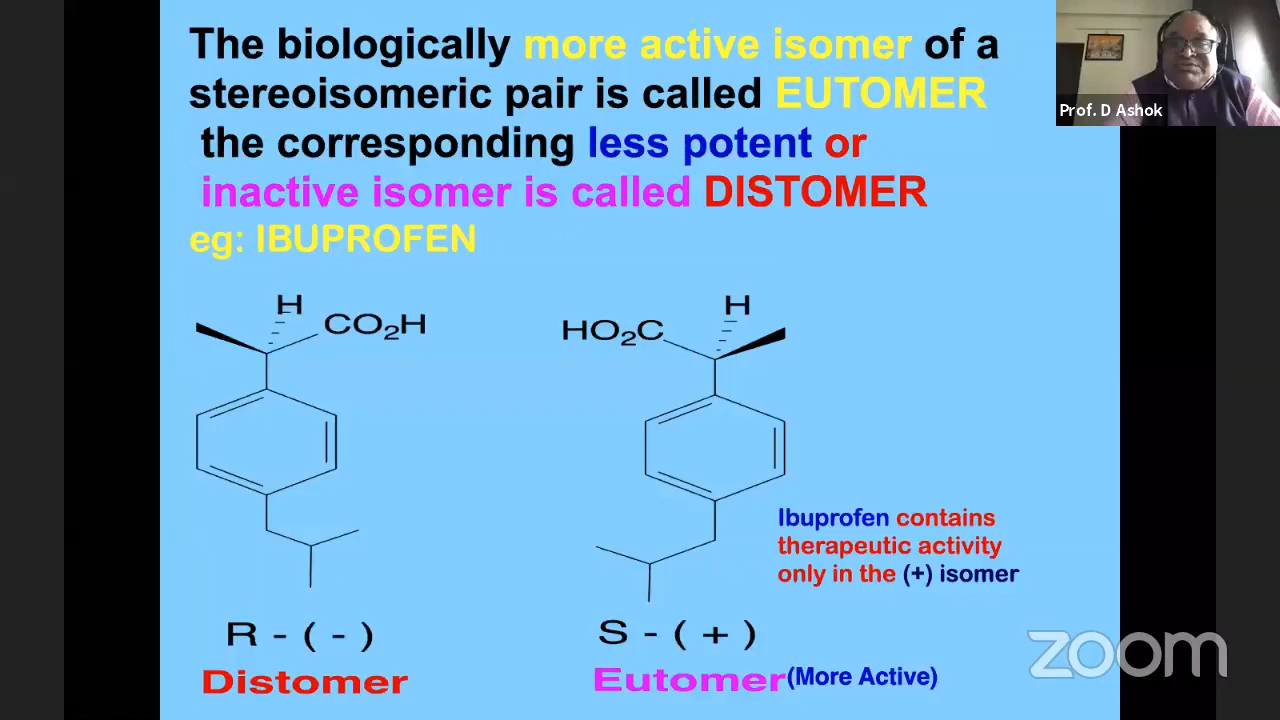 The biologically more active isomer of a
stereoisomeric pair is called EUTOMER
the corresponding less potent or
inactive isomer is called DISTOMER
eg: IBUPROFEN
Prof. D Ashok
H
CO₂H
H
HO₂C
Ibuprofen contains
therapeutic activity
only in the (+) isomer
R - ( - )
S - ( + )
Distomer
Eutomer(More Active)
zoom